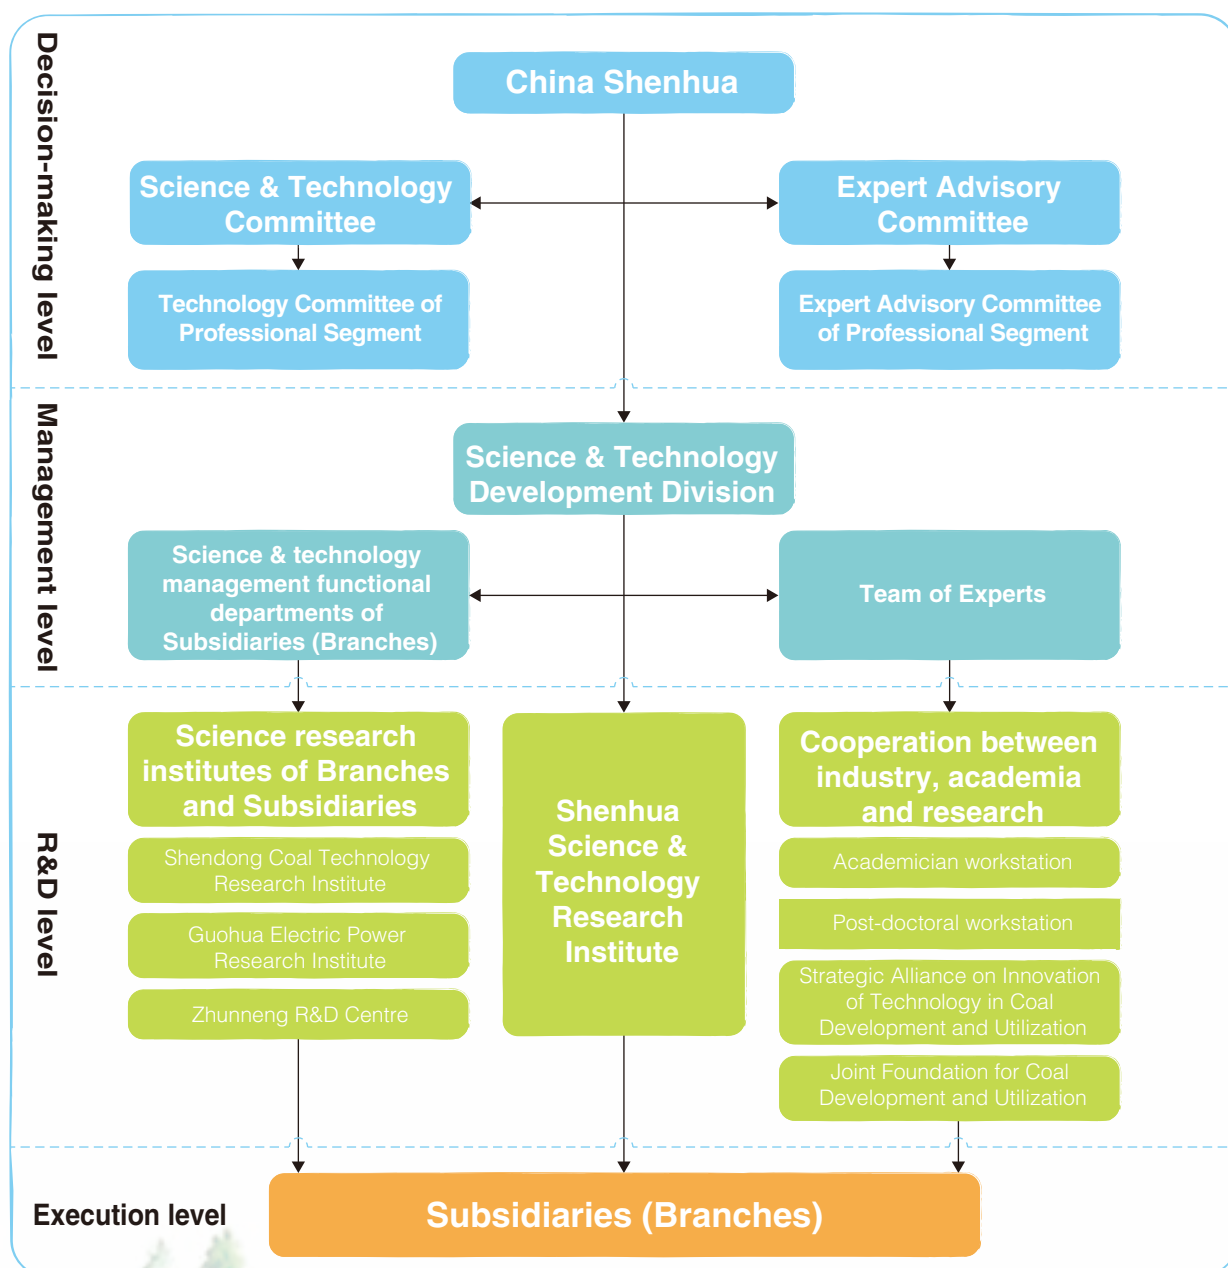 Decision-making level
China Shenhua
Science & Technology
Committee
Expert Advisory
Committee
Technology Committee of
Professional Segment
Expert Advisory Committee
of Professional Segment
Management level
Science & Technology
Development Division
Science & technology
management functional
departments of
Subsidiaries (Branches)
Team of Experts
R&D level
Science research
institutes of Branches
and Subsidiaries
Shendong Coal Technology
Research Institute
Guohua Electric Power
Research Institute
Zhunneng R&D Centre
Shenhua
Science &
Technology
Research
Institute
Cooperation between
industry, academia
and research
Academician workstation
Post-doctoral workstation
Strategic Alliance on Innovation
of Technology in Coal
Development and Utilization
Joint Foundation for Coal
Development and Utilization
Execution level
Subsidiaries (Branches)